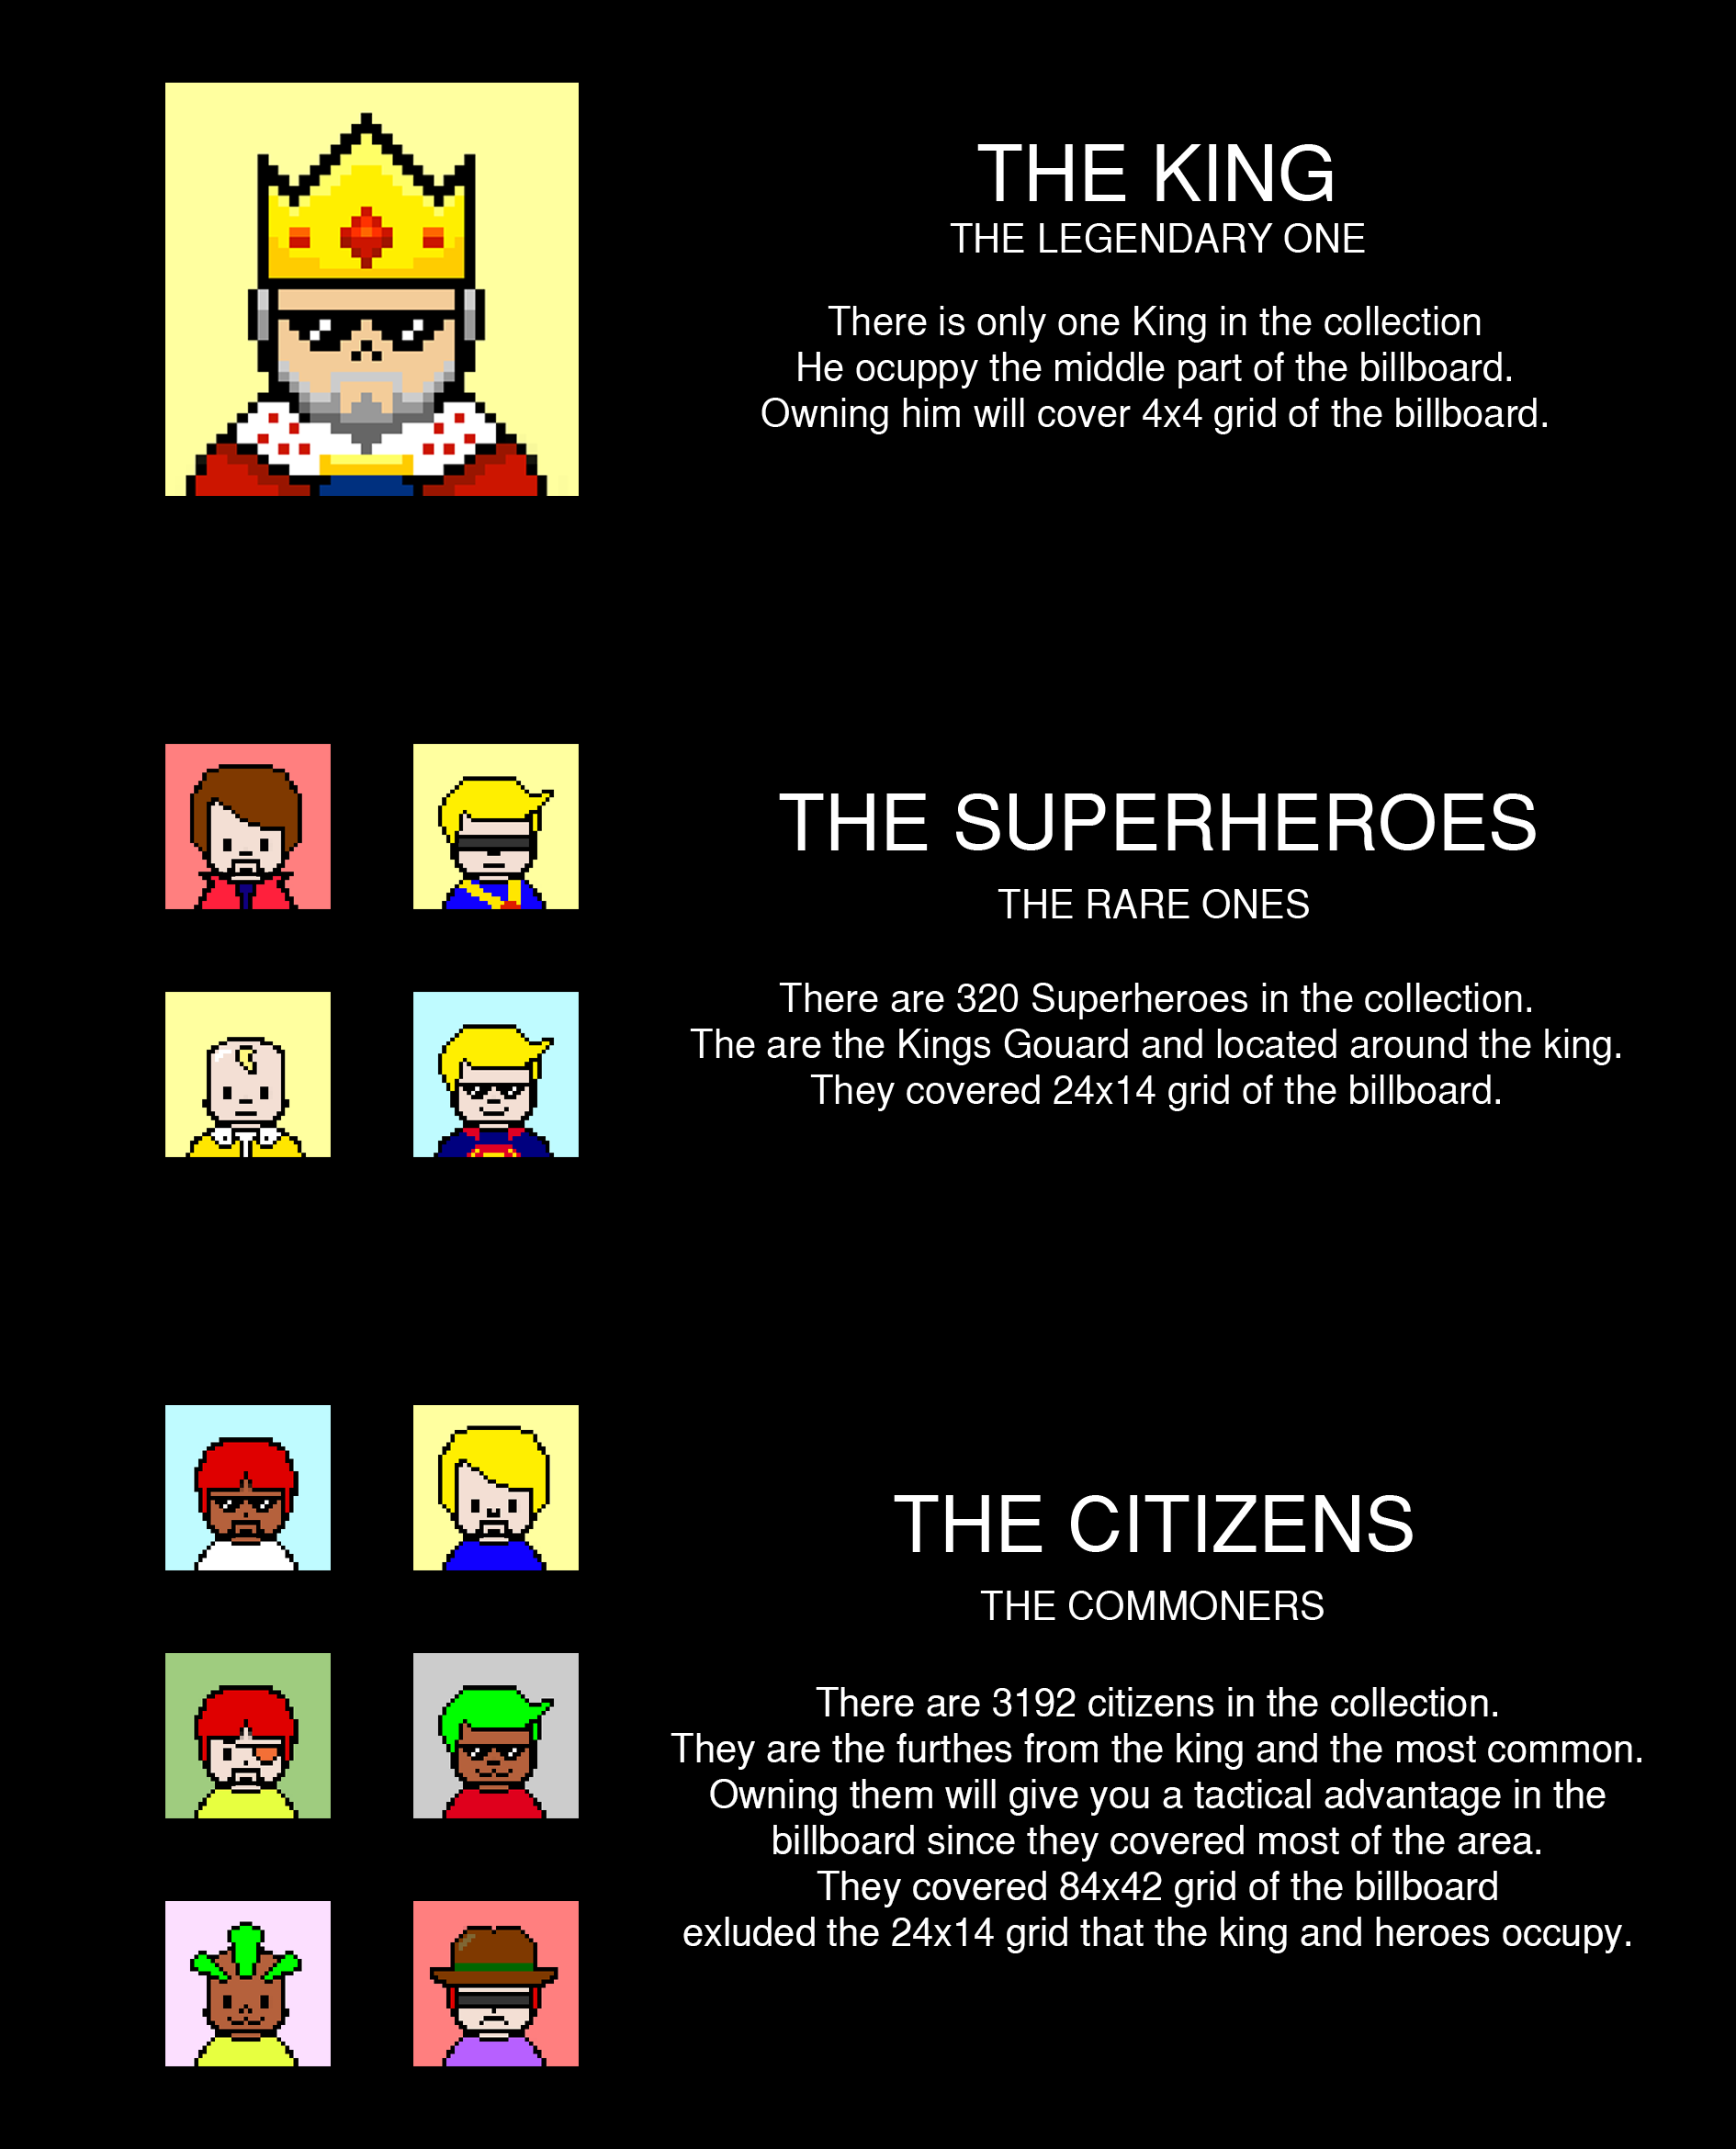 THE KING
THE LEGENDARY ONE
There is only one King in the collection
He ocuppy the middle part of the billboard.
Owning him will cover 4x4 grid of the billboard.
THE SUPERHEROES
THE RARE ONES
There are 320 Superheroes in the collection.
The are the Kings Gouard and located around the king.
They covered 24x14 grid of the billboard.
THE CITIZENS
THE COMMONERS
There are 3192 citizens in the collection.
They are the furthes from the king and the most common.
Owning them will give you a tactical advantage in the
billboard since they covered most of the area.
They covered 84x42 grid of the billboard
exluded the 24x14 grid that the king and heroes occupy.